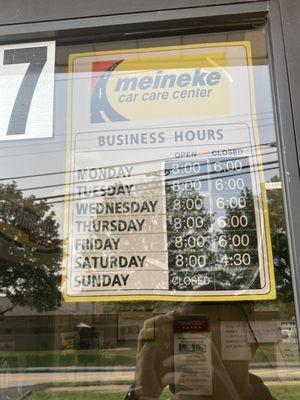 7
meineke
car care center
BUSINESS HOURS
OPEN CLOSED
MONDAY 8:00 6:00
TUESDAY 8:00 6:00
WEDNESDAY 8:00 6:00
THURSDAY 8:00 6:00
FRIDAY 8:00 6:00
SATURDAY 8:00 4:30
SUNDAY CLOSED